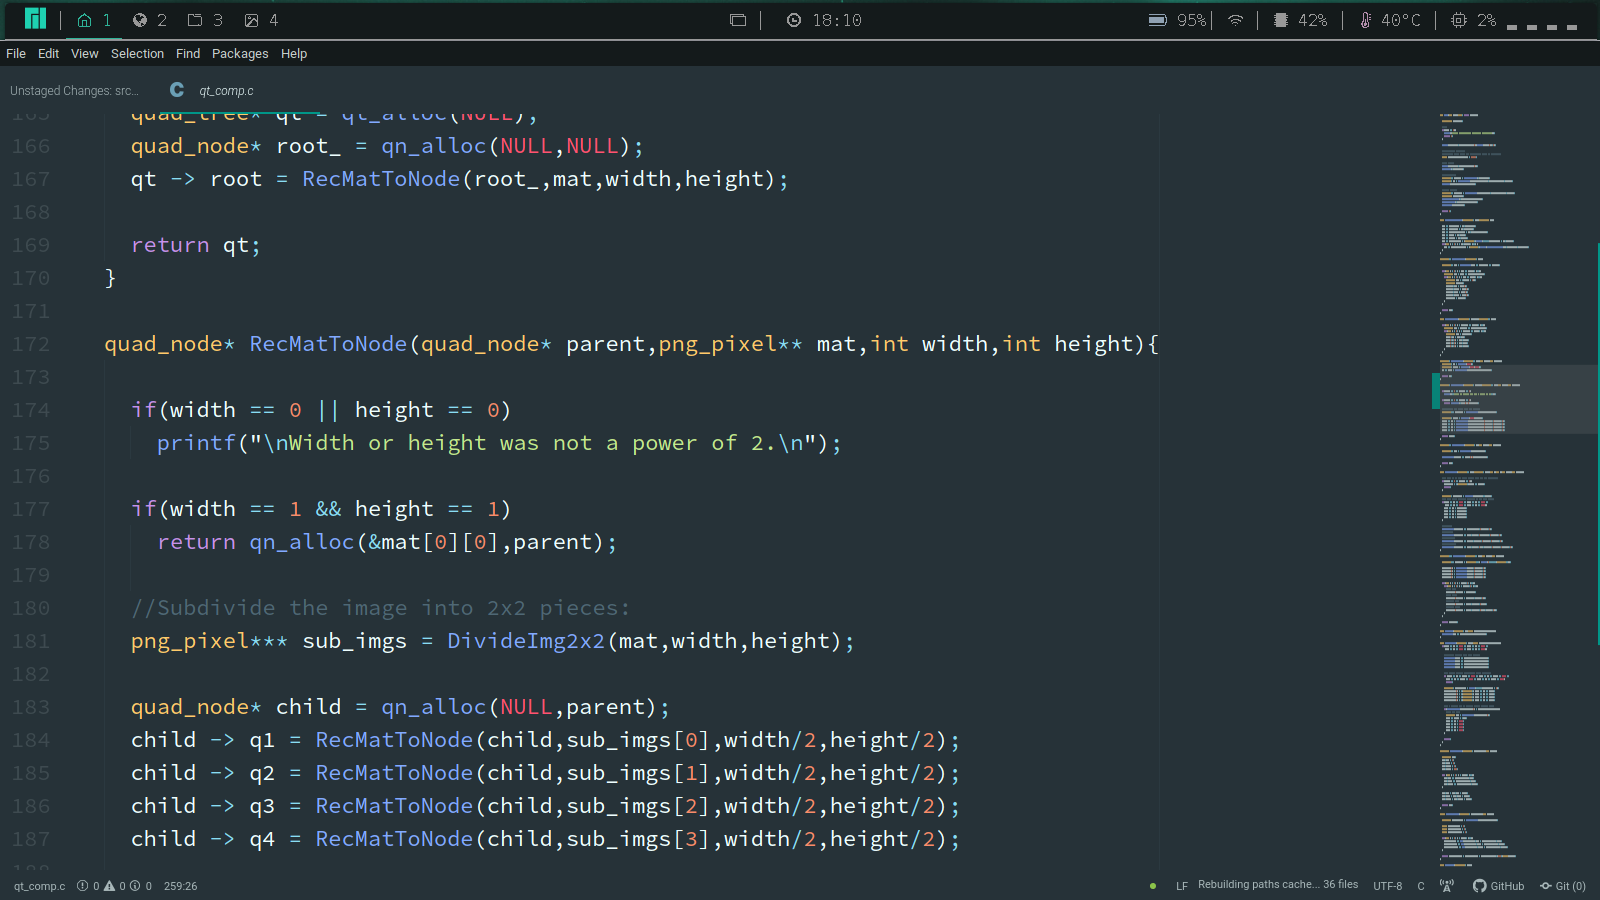 1 2 3 4 18:10 95% 42% 40°C 2%
File Edit View Selection Find Packages Help
Unstaged Changes: src... qt_comp.c
165 quad_tree* qt = qt_alloc(NULL);
166 quad_node* root_ = qn_alloc(NULL,NULL);
167 qt -> root = RecMatToNode(root_,mat,width,height);
168
169 return qt;
170 }
171
172 quad_node* RecMatToNode(quad_node* parent,png_pixel** mat,int width,int height){
173
174 if(width == 0 || height == 0)
175 printf("\nWidth or height was not a power of 2.\n");
176
177 if(width == 1 && height == 1)
178 return qn_alloc(&mat[0][0],parent);
179
180 //Subdivide the image into 2x2 pieces:
181 png_pixel*** sub_imgs = DivideImg2x2(mat,width,height);
182
183 quad_node* child = qn_alloc(NULL,parent);
184 child -> q1 = RecMatToNode(child,sub_imgs[0],width/2,height/2);
185 child -> q2 = RecMatToNode(child,sub_imgs[1],width/2,height/2);
186 child -> q3 = RecMatToNode(child,sub_imgs[2],width/2,height/2);
187 child -> q4 = RecMatToNode(child,sub_imgs[3],width/2,height/2);
188
qt_comp.c 0 0 0 259:26 LF Rebuilding paths cache... 36 files UTF-8 C GitHub Git (0)